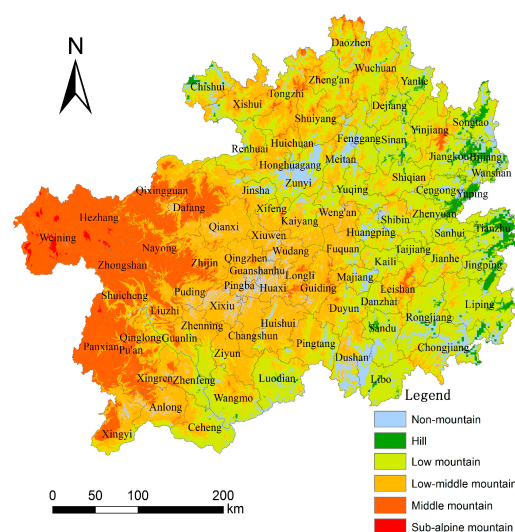 N
Daozhen
Wuchuan
Zheng'an
Yanhe
Chishui
Tongzhi
Xishui
Dejiang
Shuiyang
Songtao
Yinjiang
Huichuan
Fenggang
Sinan
Renhuai
Honghuagang
Meitan
Jiangkou
Bijiang
Wanshan
Shiqian
Zunyi
Qixingguan
Jinsha
Yuqing
Cengong
Yuping
Hezhang
Dafang
Xifeng
Weng'an
Zhenyuan
Kaiyang
Shibin
Qianxi
Tianzhu
Weining
Xiuwen
Huangping
Sanhui
Nayong
Wudang
Fuquan
Taijiang
Zhongshan
Zhijin
Qingzhen
Kaili
Jianhe
Guanshanhu
Jingping
Longli
Majiang
Shuicheng
Puding
Pingba
Huaxi
Guiding
Leishan
Danzhai
Liping
Liuzhi
Xixiu
Duyun
Rongjiang
Zhenning
Huishui
Sandu
Qinglong
Guanlin
Changshun
Panxian
Pu'an
Pingtang
Chongjiang
Ziyun
Dushan
Xingren
Zhenfeng
Luodian
Libo
Wangmo
Anlong
Ceheng
Xingyi
Legend
Non-mountain
Hill
Low mountain
Low-middle mountain
Middle mountain
Sub-alpine mountain
0 50 100 200
km